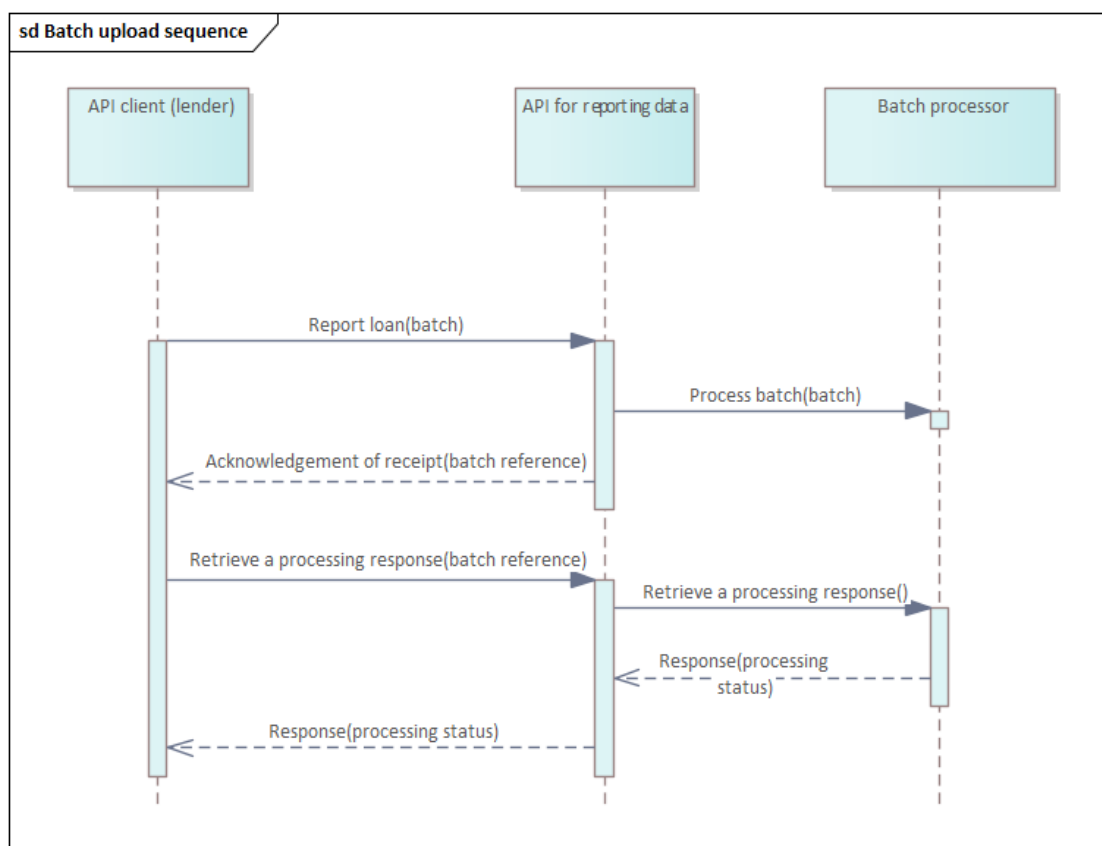 sd Batch upload sequence
API client (lender)
API for reporting data
Batch processor
Report loan(batch)
Process batch(batch)
Acknowledgement of receipt(batch reference)
Retrieve a processing response(batch reference)
Retrieve a processing response()
Response(processing
status)
Response(processing status)